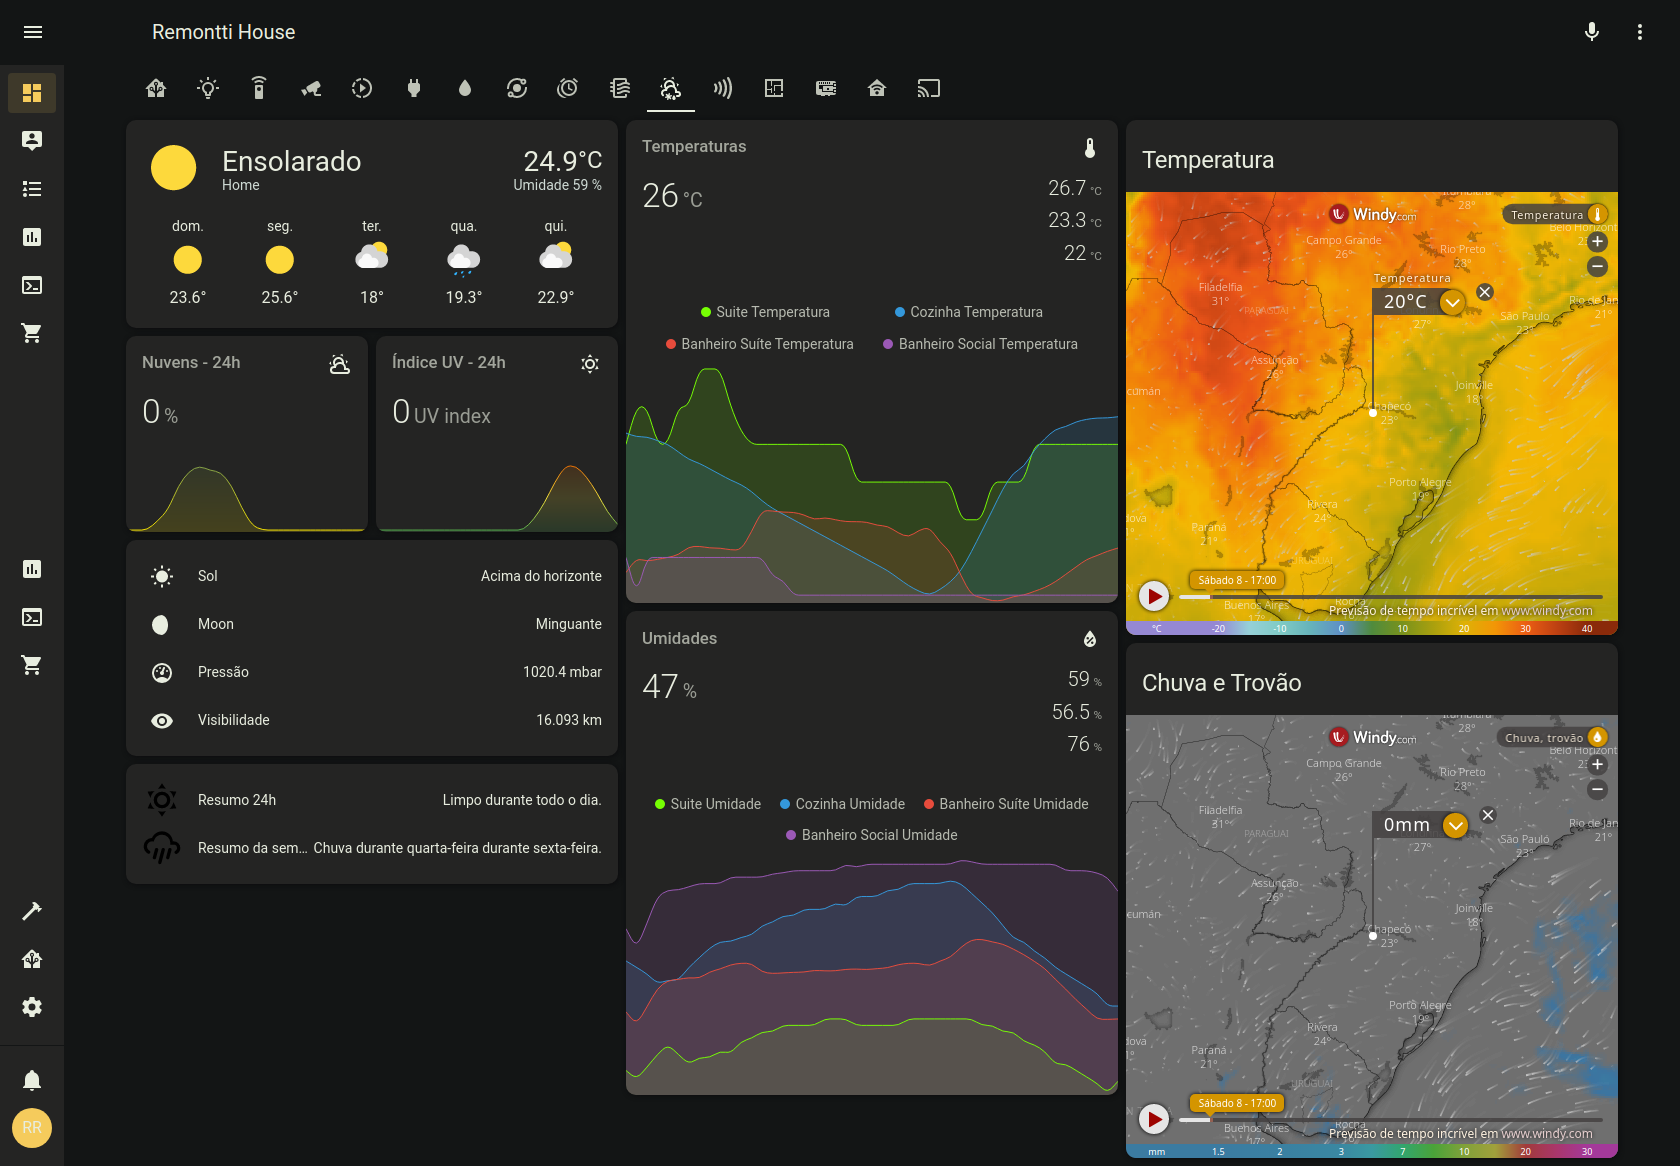 Remontti House
Ensolarado
Home
24.9°C
Umidade 59 %
dom. seg. ter. qua. qui.
23.6° 25.6° 18° 19.3° 22.9°
Nuvens - 24h
0 %
Índice UV - 24h
0 UV index
Sol Acima do horizonte
Moon Minguante
Pressão 1020.4 mbar
Visibilidade 16.093 km
Resumo 24h Limpo durante todo o dia.
Resumo da sem... Chuva durante quarta-feira durante sexta-feira.
RR
Temperaturas
26 °C
26.7 °C
23.3 °C
22 °C
Suite Temperatura Cozinha Temperatura
Banheiro Suíte Temperatura Banheiro Social Temperatura
Umidades
47 %
59 %
56.5 %
76 %
Suite Umidade Cozinha Umidade Banheiro Suíte Umidade
Banheiro Social Umidade
Temperatura
28°
Windy.com
Temperatura
Belo Horizont
Campo Grande
26°
Rio Preto
28°
Temperatura
20°C
Filadelfia
31°
PARAGUAI
27°
São Paulo
23°
Rio de Jan
21°
Assunção
26°
cumán
Joinville
18°
Chapecó
23°
Porto Alegre
19°
Rivera
24°
dova
Paraná
21°
URUGUAI
Sábado 8 - 17:00
Buenos Aires
17°
Rocha
Previsão de tempo incrível em www.windy.com
°C -20 -10 0 10 20 30 40
Chuva e Trovão
28°
Windy.com
Chuva, trovão
Belo Horizont
Campo Grande
26°
Rio Preto
28°
0mm
Filadelfia
31°
PARAGUAI
27°
São Paulo
23°
Rio de Jan
21°
Assunção
26°
cumán
Joinville
18°
Chapecó
23°
Porto Alegre
19°
Rivera
24°
dova
Paraná
21°
URUGUAI
Sábado 8 - 17:00
Buenos Aires
17°
Rocha
Previsão de tempo incrível em www.windy.com
mm 1.5 2 3 7 10 20 30